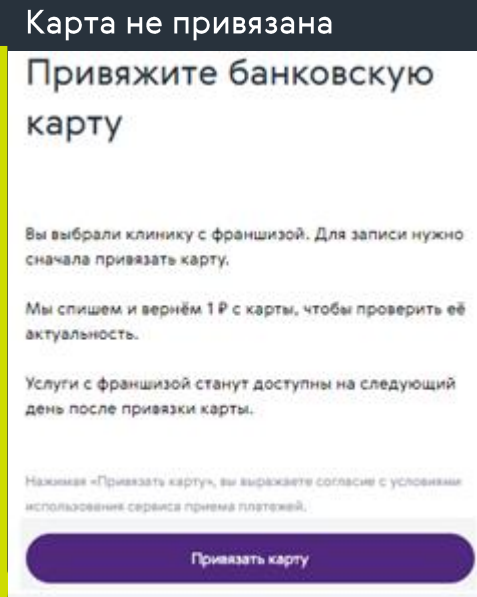 Карта не привязана
Привяжите банковскую
карту
Вы выбрали клинику с франшизой. Для записи нужно
сначала привязать карту.
Мы спишем и вернём 1 ₽ с карты, чтобы проверить её
актуальность.
Услуги с франшизой станут доступны на следующий
день после привязки карты.
Нажимая «Привязать карту», вы выражаете согласие с условиями
использования сервиса приема платежей.
Привязать карту